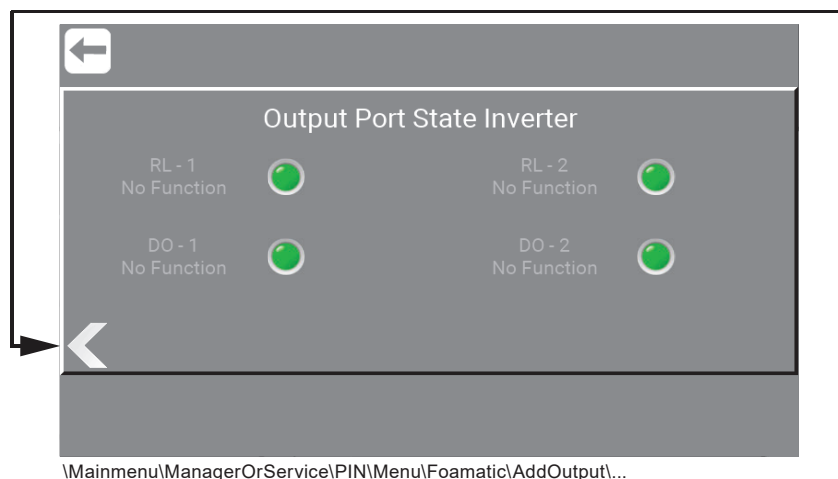 Output Port State Inverter
RL - 1
No Function
RL - 2
No Function
DO - 1
No Function
DO - 2
No Function
\Mainmenu\ManagerOrService\PIN\Menu\Foamatic\AddOutput\...